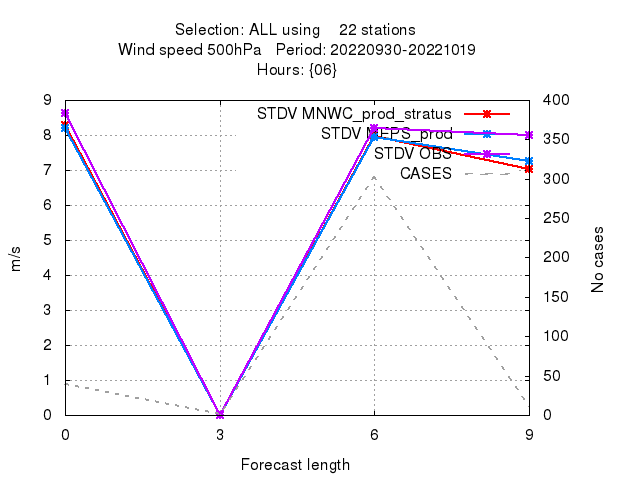 Selection: ALL using 22 stations
Wind speed 500hPa Period: 20220930-20221019
Hours: {06}
9 400
STDV MNWC_prod_stratus
8 350
STDV MEPS_prod
STDV OBS
7 300
CASES
6 250
5 200
4
3 150
2 100
1 50
0 0
m/s
No cases
0 3 6 9
Forecast length